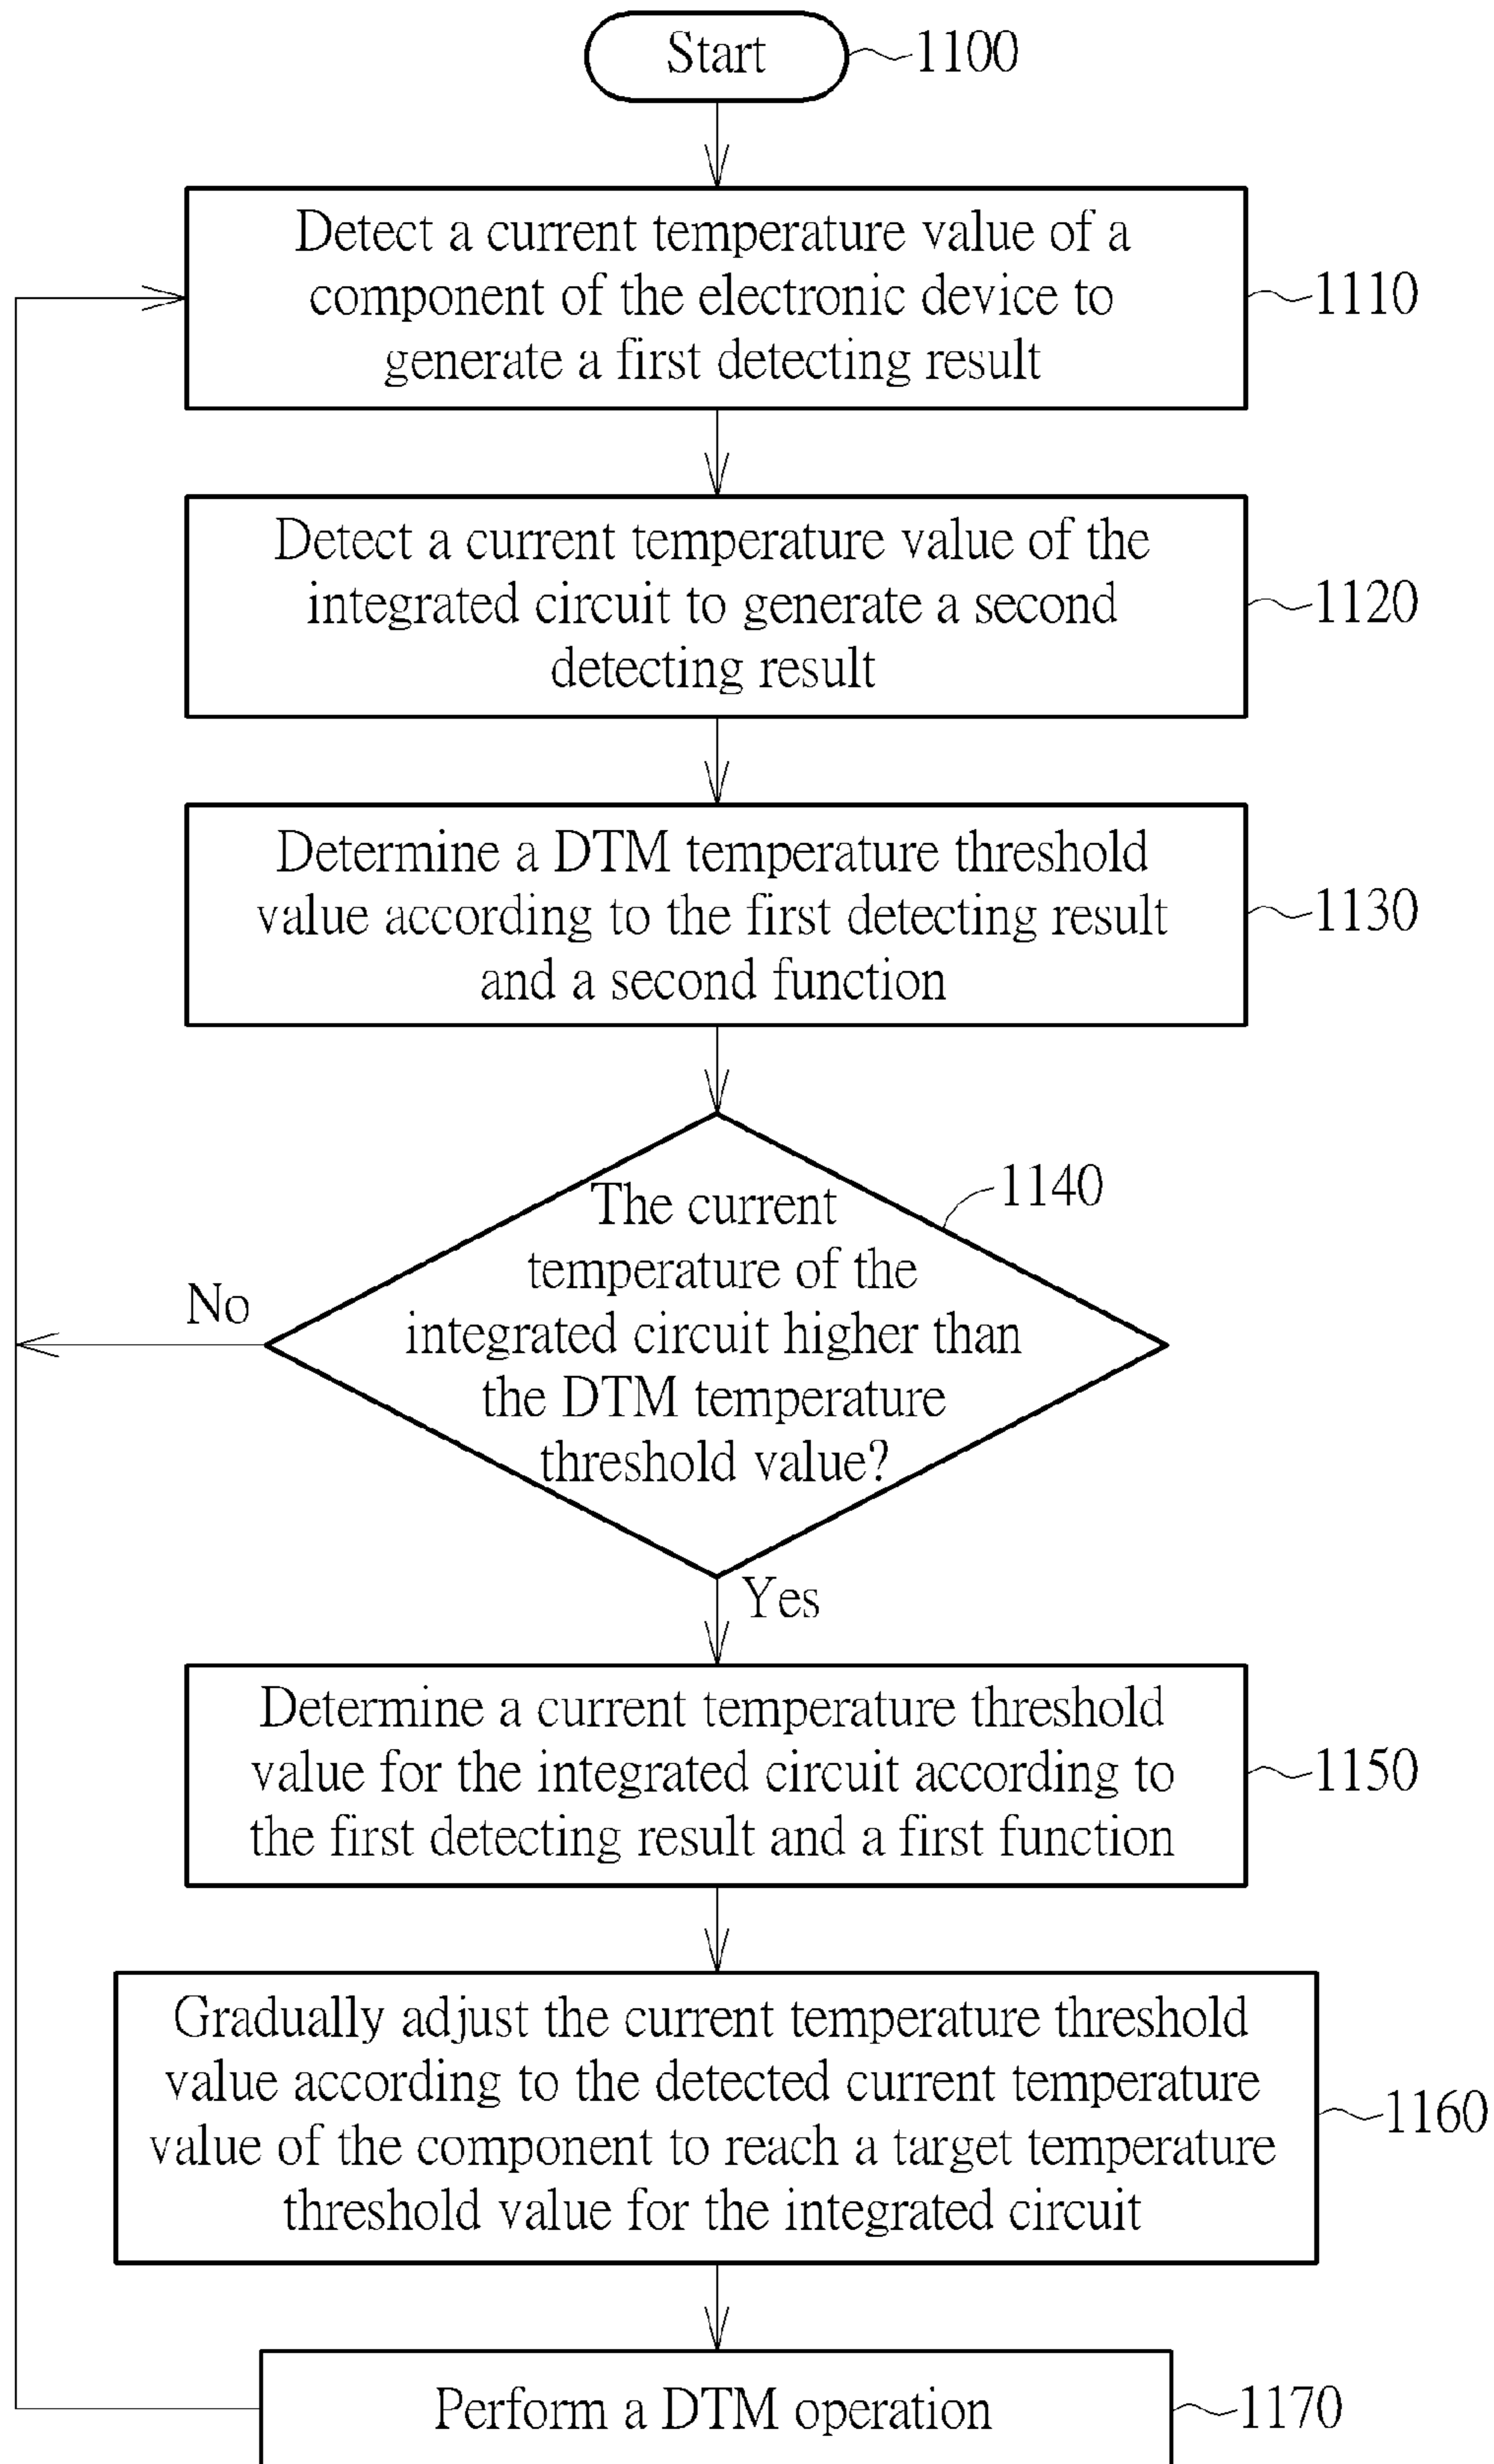 Start
1100
Detect a current temperature value of a
component of the electronic device to
generate a first detecting result
1110
Detect a current temperature value of the
integrated circuit to generate a second
detecting result
1120
Determine a DTM temperature threshold
value according to the first detecting result
and a second function
1130
The current
temperature of the
integrated circuit higher than
the DTM temperature
threshold value?
1140
No
Yes
Determine a current temperature threshold
value for the integrated circuit according to
the first detecting result and a first function
1150
Gradually adjust the current temperature threshold
value according to the detected current temperature
value of the component to reach a target temperature
threshold value for the integrated circuit
1160
Perform a DTM operation
1170